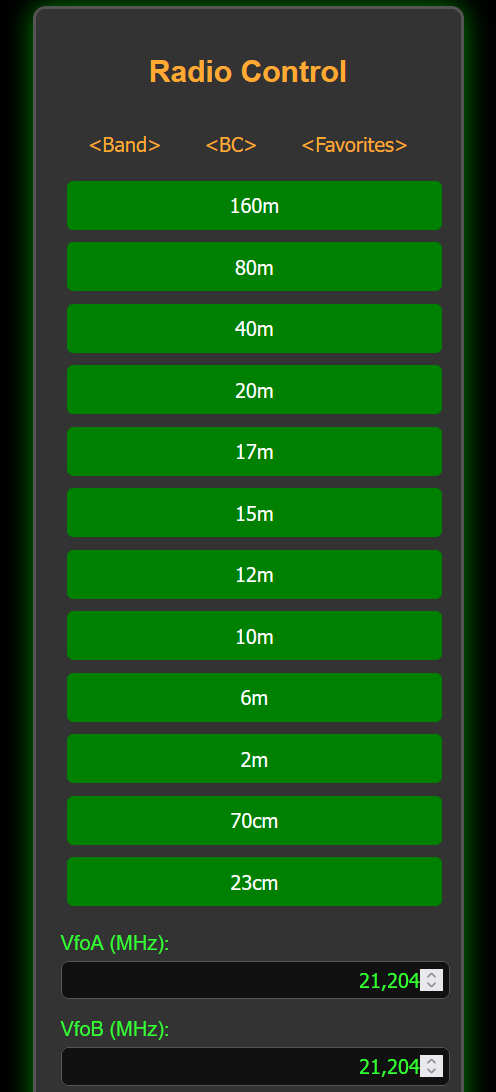 Radio Control
<Band> <BC> <Favorites>
160m
80m
40m
20m
17m
15m
12m
10m
6m
2m
70cm
23cm
VfoA (MHz):
21,204
VfoB (MHz):
21,204